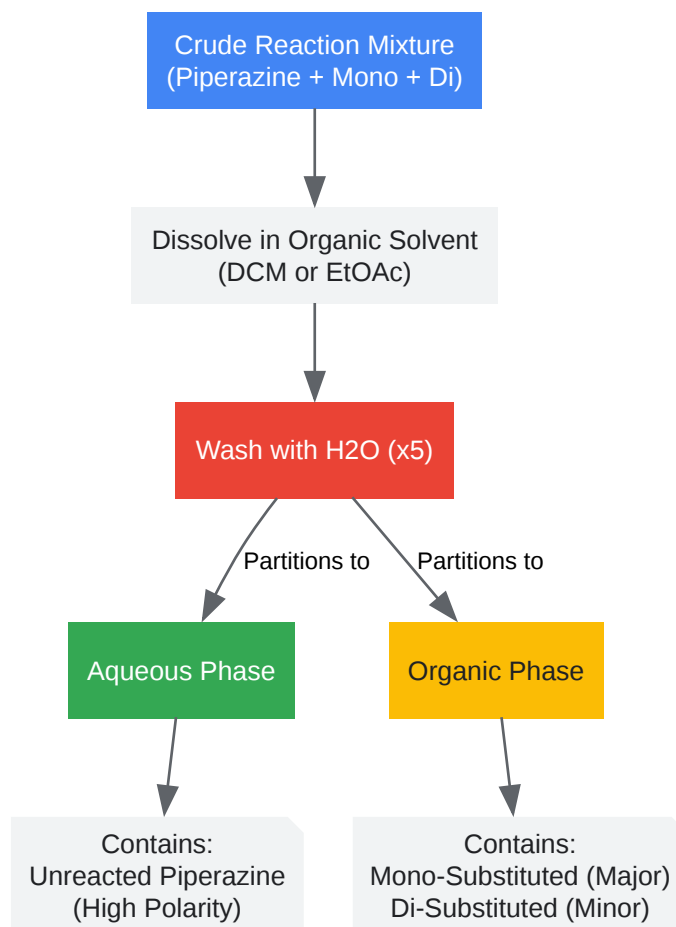 Crude Reaction Mixture
(Piperazine + Mono + Di)
Dissolve in Organic Solvent
(DCM or EtOAc)
Wash with H2O (x5)
Partitions to
Partitions to
Aqueous Phase
Organic Phase
Contains:
Unreacted Piperazine
(High Polarity)
Contains:
Mono-Substituted (Major)
Di-Substituted (Minor)